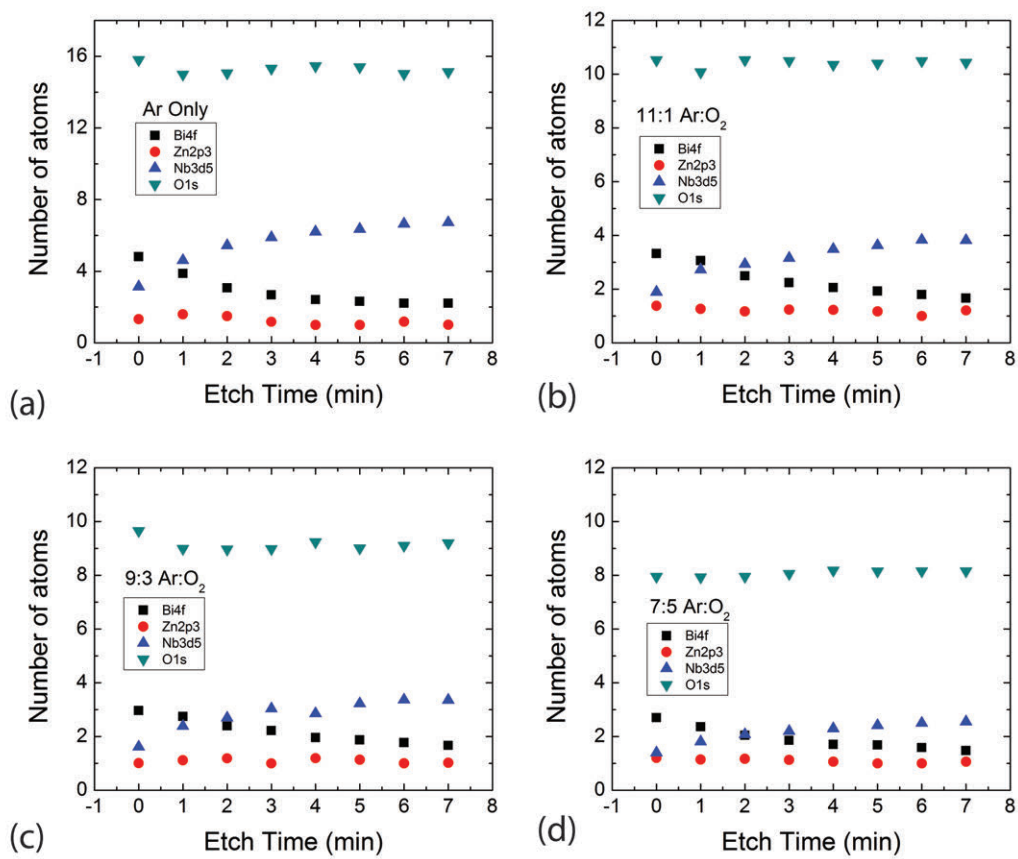 16
12
8
4
0
Number of atoms
Ar Only
Bi4f
Zn2p3
Nb3d5
O1s
-1 0 1 2 3 4 5 6 7 8
Etch Time (min)
(a)
12
10
8
6
4
2
0
Number of atoms
11:1 Ar:O₂
Bi4f
Zn2p3
Nb3d5
O1s
-1 0 1 2 3 4 5 6 7 8
Etch Time (min)
(b)
12
10
8
6
4
2
0
Number of atoms
9:3 Ar:O₂
Bi4f
Zn2p3
Nb3d5
O1s
-1 0 1 2 3 4 5 6 7 8
Etch Time (min)
(c)
12
10
8
6
4
2
0
Number of atoms
7:5 Ar:O₂
Bi4f
Zn2p3
Nb3d5
O1s
-1 0 1 2 3 4 5 6 7 8
Etch Time (min)
(d)